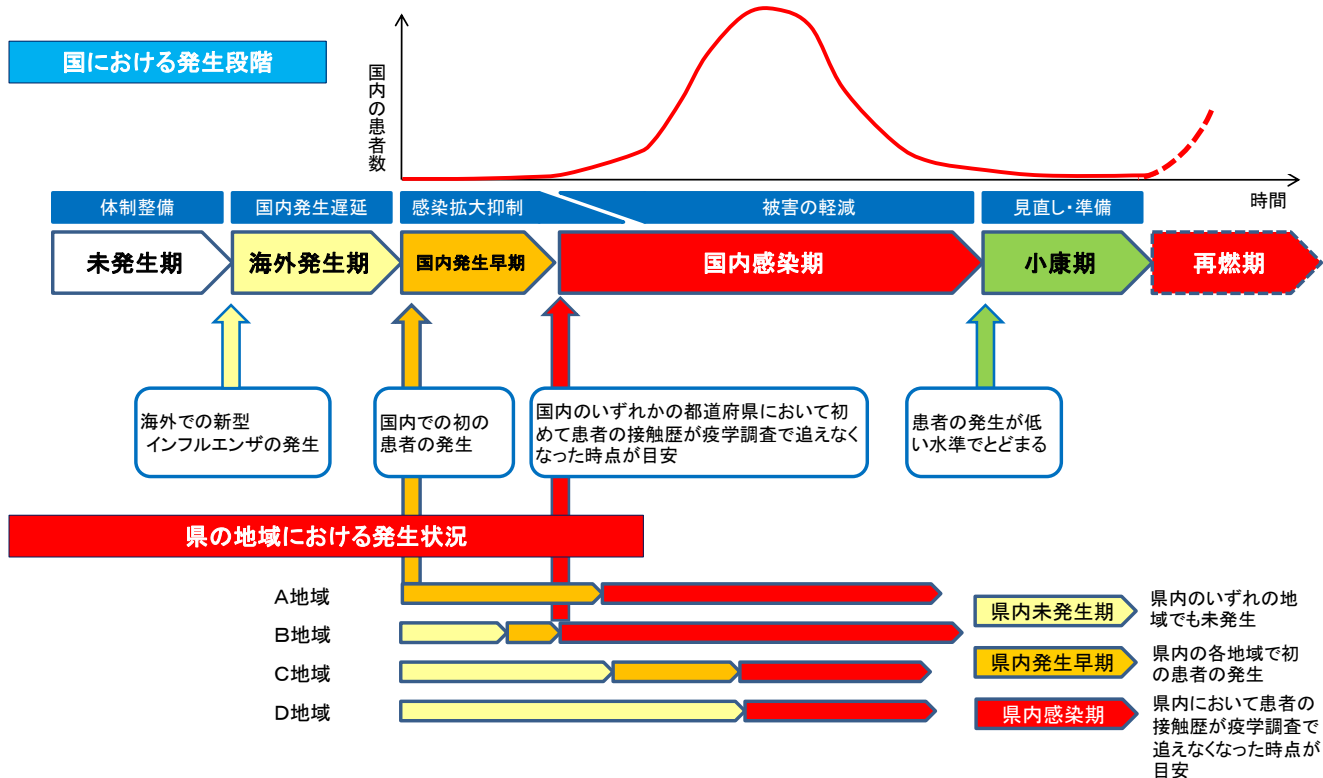 国における発生段階
国内の患者数
時間
体制整備
国内発生遅延
感染拡大抑制
被害の軽減
見直し・準備
未発生期
海外発生期
国内発生早期
国内感染期
小康期
再燃期
海外での新型
インフルエンザの発生
国内での初の
患者の発生
国内のいずれかの都道府県において初
めて患者の接触歴が疫学調査で追えなく
なった時点が目安
患者の発生が低
い水準でとどまる
県の地域における発生状況
A地域
B地域
C地域
D地域
県内未発生期
県内のいずれの地
域でも未発生
県内発生早期
県内の各地域で初
の患者の発生
県内感染期
県内において患者の
接触歴が疫学調査で
追えなくなった時点が
目安